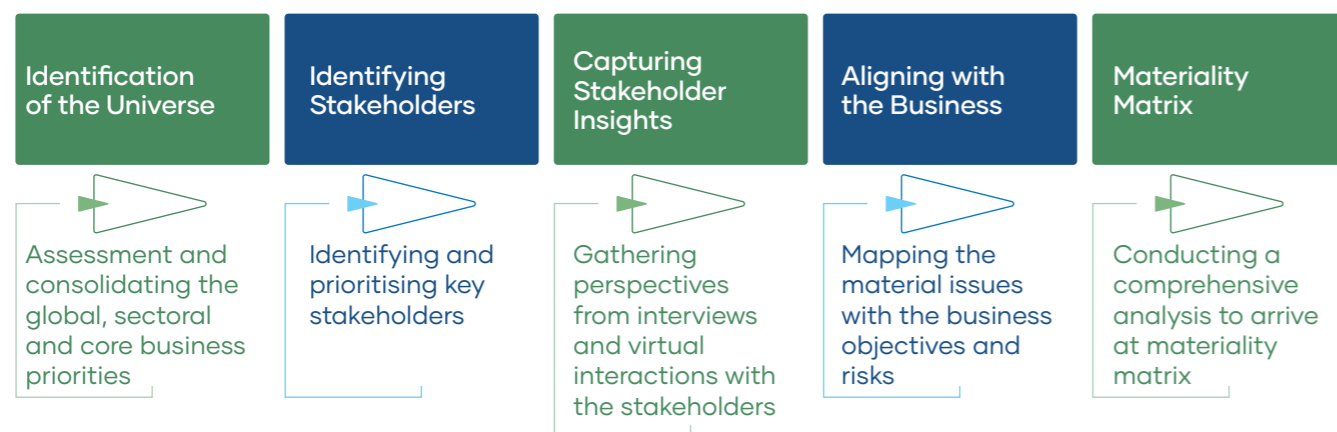 Identification
of the Universe
Assessment and
consolidating the
global, sectoral
and core business
priorities
Identifying
Stakeholders
Identifying and
prioritising key
stakeholders
Capturing
Stakeholder
Insights
Gathering
perspectives
from interviews
and virtual
interactions with
the stakeholders
Aligning with
the Business
Mapping the
material issues
with the business
objectives and
risks
Materiality
Matrix
Conducting a
comprehensive
analysis to arrive
at materiality
matrix